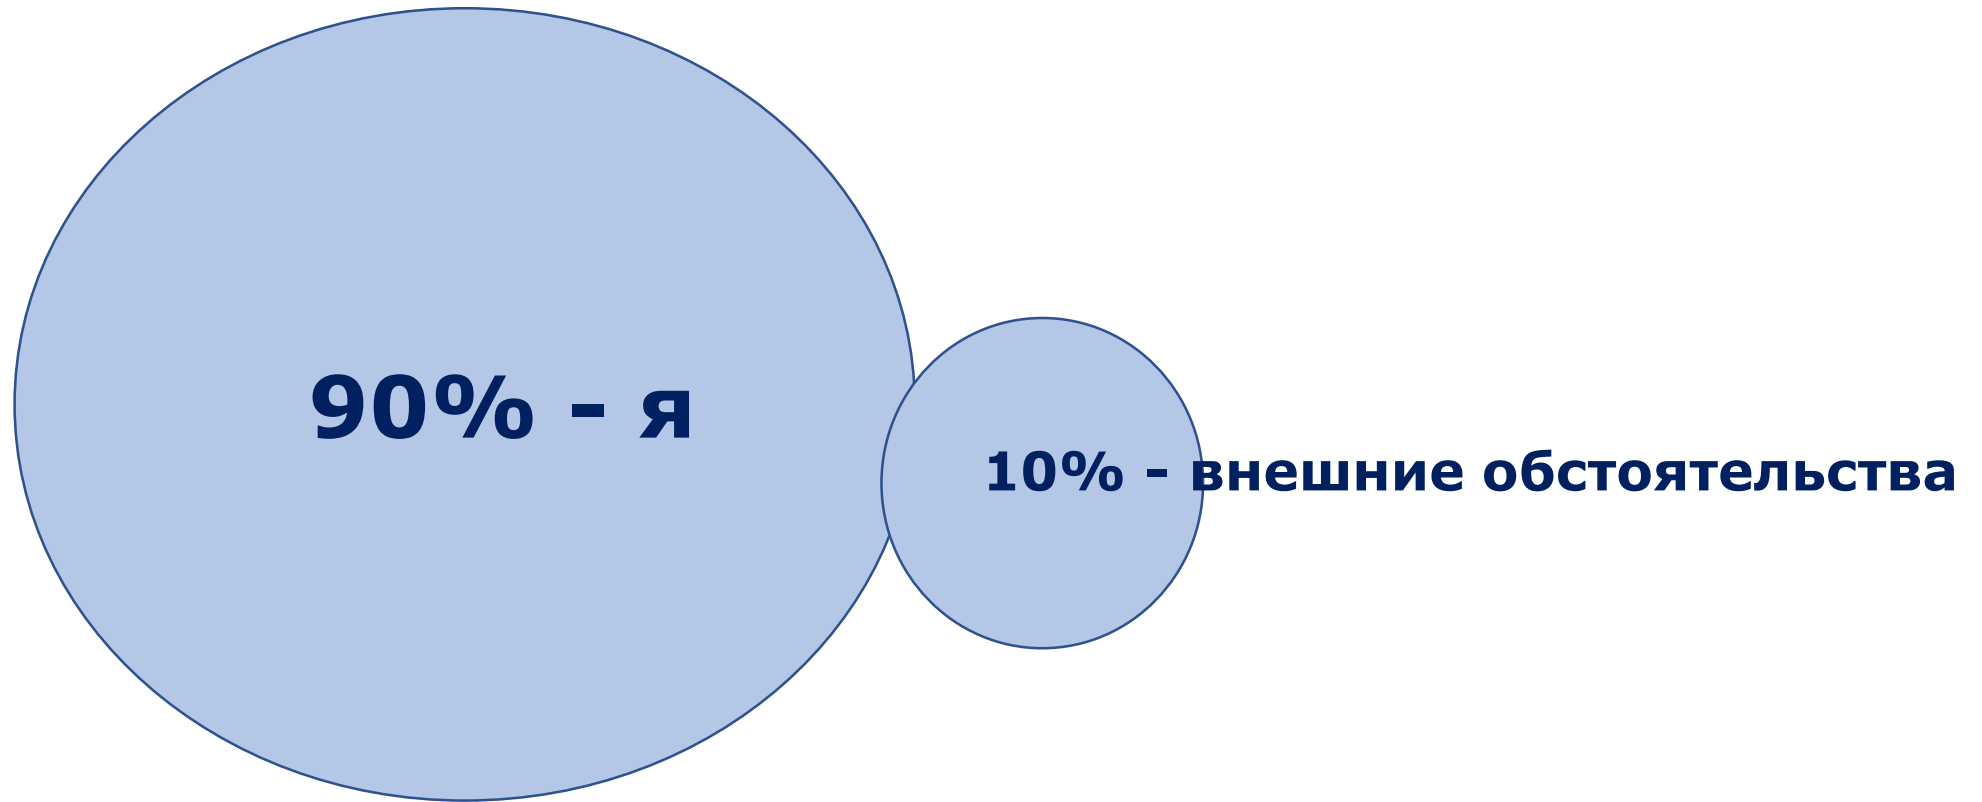 90% - я
10% - внешние обстоятельства